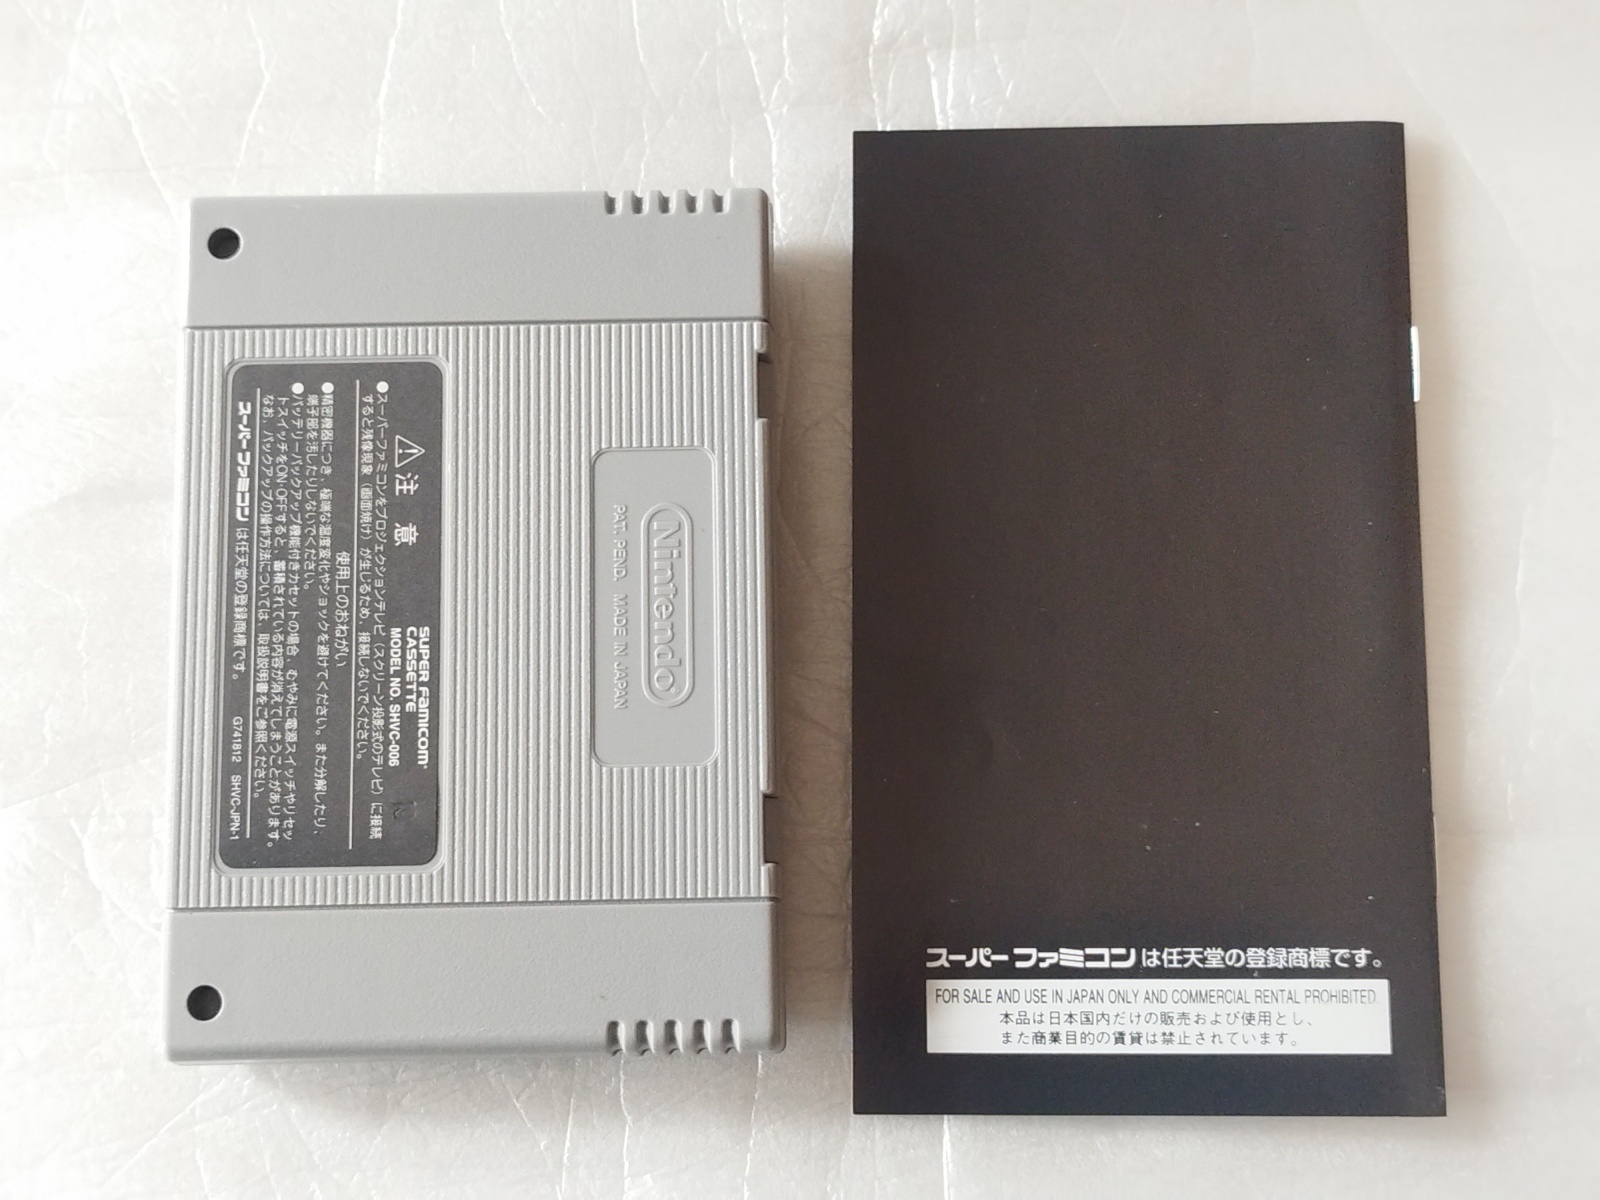 ⚠注意
SUPER FAMICOM
CASSETTE
MODEL NO. SHVC-006
●スーパーファミコンをプロジェクションテレビ(スクリーン投影式のテレビ)に接続
すると残像現象(画面焼け)が生じるため、接続しないでください。
使用上のおねがい
●精密機器につき、極端な温度変化やショックを避けてください。また分解したり、
端子部を汚したりしないでください。
●バッテリーバックアップ機能付きカセットの場合、むやみに電源スイッチやリセッ
トスイッチをON・OFFすると、蓄積されている内容が消えてしまうことがあります。
なお、バックアップの操作方法については、取扱説明書をご参照ください。
スーパーファミコンは任天堂の登録商標です。
G741812 SHVC-JPN-1
Nintendo
PAT. PEND. MADE IN JAPAN
スーパーファミコンは任天堂の登録商標です。
FOR SALE AND USE IN JAPAN ONLY AND COMMERCIAL RENTAL PROHIBITED.
本品は日本国内だけの販売および使用とし、
また商業目的の賃貸は禁止されています。